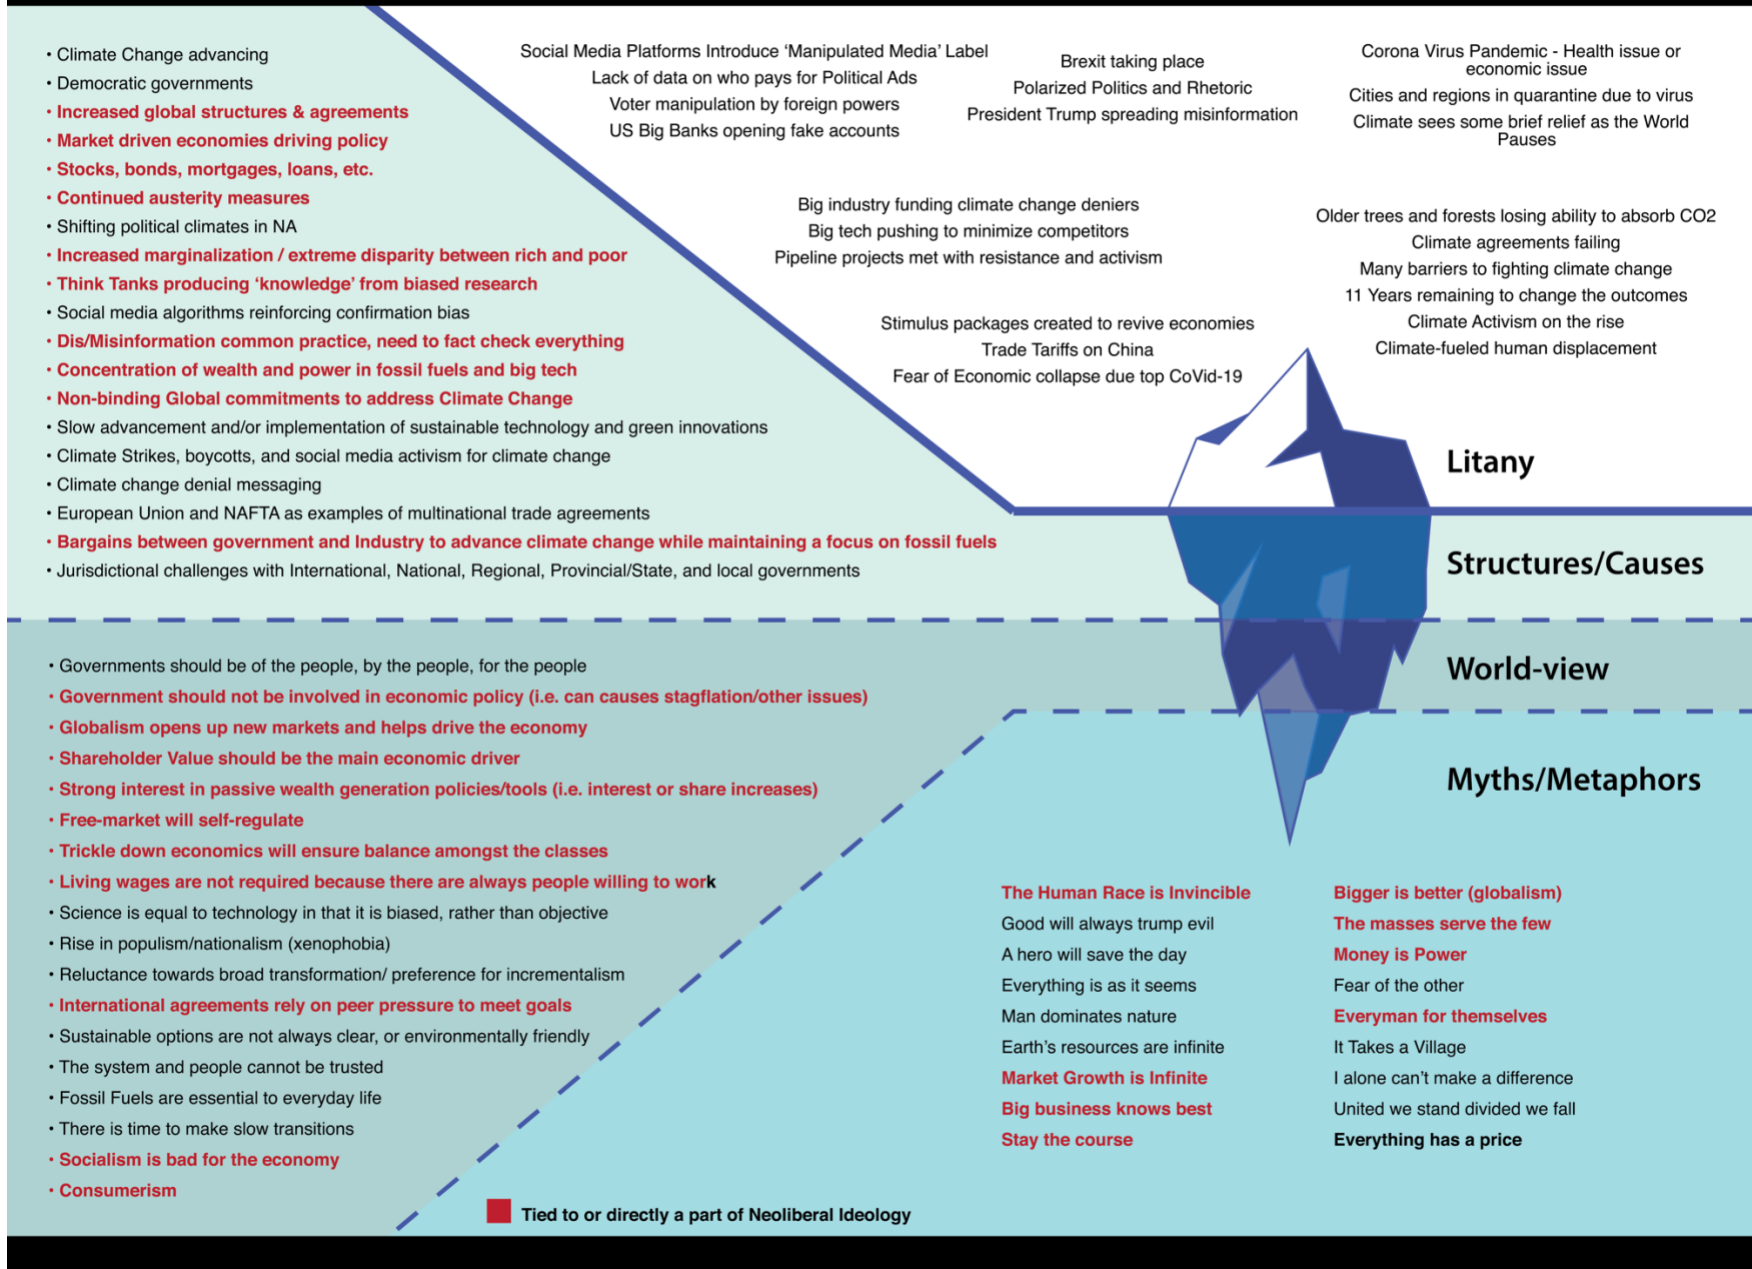 • Climate Change advancing
• Democratic governments
• Increased global structures & agreements
• Market driven economies driving policy
• Stocks, bonds, mortgages, loans, etc.
• Continued austerity measures
• Shifting political climates in NA
• Increased marginalization / extreme disparity between rich and poor
• Think Tanks producing ‘knowledge’ from biased research
• Social media algorithms reinforcing confirmation bias
• Dis/Misinformation common practice, need to fact check everything
• Concentration of wealth and power in fossil fuels and big tech
• Non-binding Global commitments to address Climate Change
• Slow advancement and/or implementation of sustainable technology and green innovations
• Climate Strikes, boycotts, and social media activism for climate change
• Climate change denial messaging
• European Union and NAFTA as examples of multinational trade agreements
• Bargains between government and Industry to advance climate change while maintaining a focus on fossil fuels
• Jurisdictional challenges with International, National, Regional, Provincial/State, and local governments
Social Media Platforms Introduce ‘Manipulated Media’ Label
Lack of data on who pays for Political Ads
Voter manipulation by foreign powers
US Big Banks opening fake accounts
Brexit taking place
Polarized Politics and Rhetoric
President Trump spreading misinformation
Corona Virus Pandemic - Health issue or
economic issue
Cities and regions in quarantine due to virus
Climate sees some brief relief as the World
Pauses
Big industry funding climate change deniers
Big tech pushing to minimize competitors
Pipeline projects met with resistance and activism
Older trees and forests losing ability to absorb CO2
Climate agreements failing
Many barriers to fighting climate change
11 Years remaining to change the outcomes
Climate Activism on the rise
Climate-fueled human displacement
Stimulus packages created to revive economies
Trade Tariffs on China
Fear of Economic collapse due top CoVid-19
Litany
Structures/Causes
World-view
Myths/Metaphors
• Governments should be of the people, by the people, for the people
• Government should not be involved in economic policy (i.e. can causes stagflation/other issues)
• Globalism opens up new markets and helps drive the economy
• Shareholder Value should be the main economic driver
• Strong interest in passive wealth generation policies/tools (i.e. interest or share increases)
• Free-market will self-regulate
• Trickle down economics will ensure balance amongst the classes
• Living wages are not required because there are always people willing to work
• Science is equal to technology in that it is biased, rather than objective
• Rise in populism/nationalism (xenophobia)
• Reluctance towards broad transformation/ preference for incrementalism
• International agreements rely on peer pressure to meet goals
• Sustainable options are not always clear, or environmentally friendly
• The system and people cannot be trusted
• Fossil Fuels are essential to everyday life
• There is time to make slow transitions
• Socialism is bad for the economy
• Consumerism
The Human Race is Invincible
Good will always trump evil
A hero will save the day
Everything is as it seems
Man dominates nature
Earth’s resources are infinite
Market Growth is Infinite
Big business knows best
Stay the course
Bigger is better (globalism)
The masses serve the few
Money is Power
Fear of the other
Everyman for themselves
It Takes a Village
I alone can’t make a difference
United we stand divided we fall
Everything has a price
Tied to or directly a part of Neoliberal Ideology